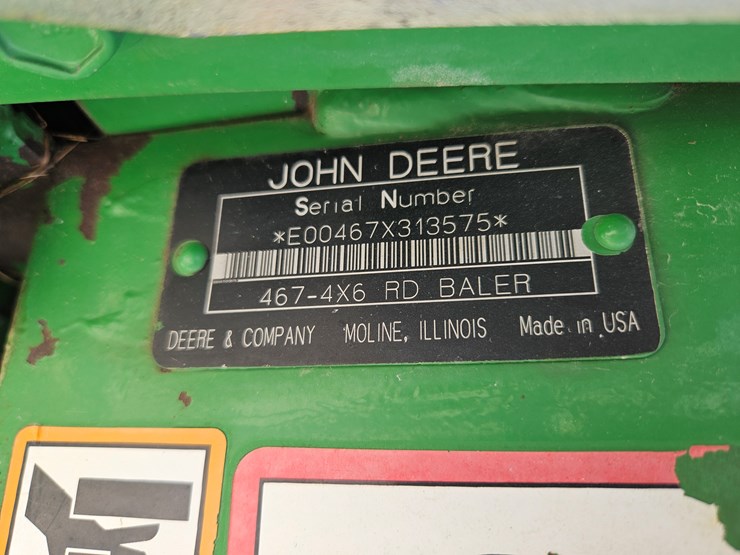 JOHN DEERE
Serial Number
*E00467X313575*
467-4X6 RD BALER
DEERE & COMPANY MOLINE, ILLINOIS Made in USA